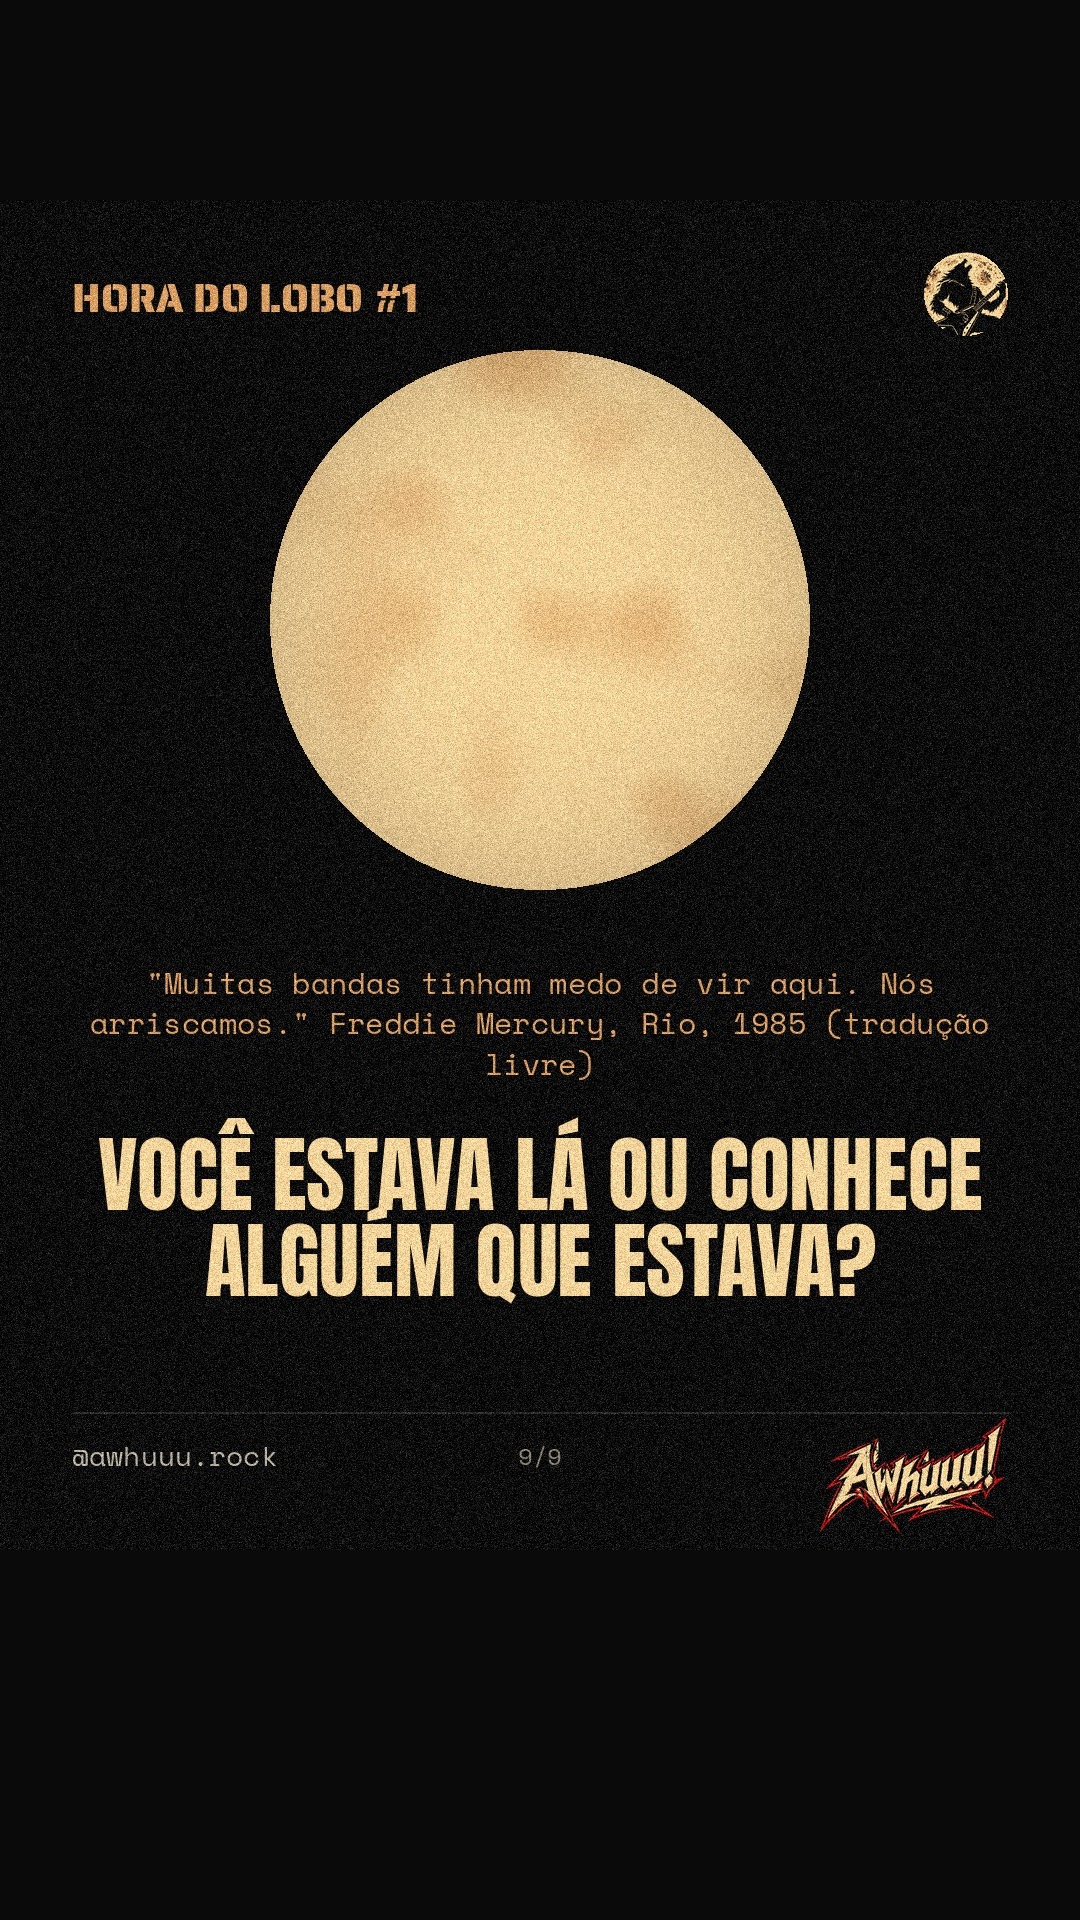 HORA DO LOBO #1
"Muitas bandas tinham medo de vir aqui. Nós
arriscamos." Freddie Mercury, Rio, 1985 (tradução
livre)
VOCÊ ESTAVA LÁ OU CONHECE
ALGUÉM QUE ESTAVA?
@awhuuu.rock
9/9
Awhuuu!